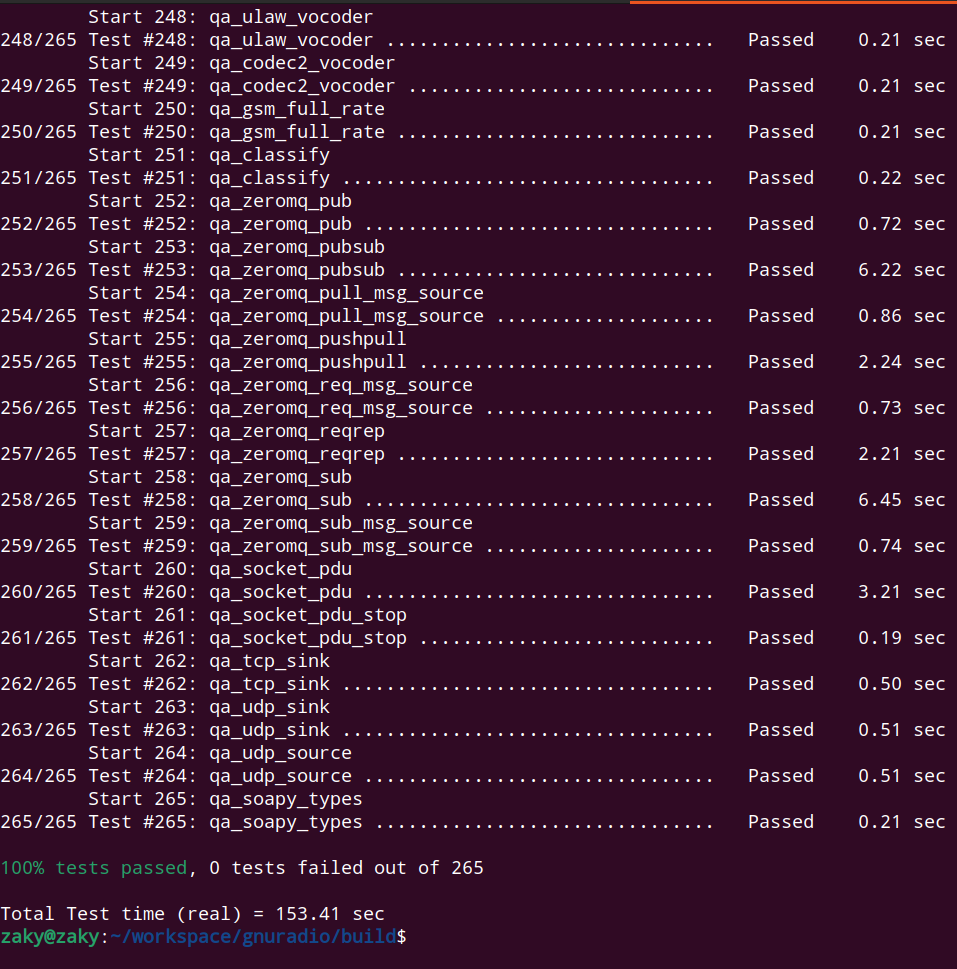 Start 248: qa_ulaw_vocoder
248/265 Test #248: qa_ulaw_vocoder ..............................   Passed    0.21 sec
Start 249: qa_codec2_vocoder
249/265 Test #249: qa_codec2_vocoder ............................   Passed    0.21 sec
Start 250: qa_gsm_full_rate
250/265 Test #250: qa_gsm_full_rate .............................   Passed    0.21 sec
Start 251: qa_classify
251/265 Test #251: qa_classify ..................................   Passed    0.22 sec
Start 252: qa_zeromq_pub
252/265 Test #252: qa_zeromq_pub ................................   Passed    0.72 sec
Start 253: qa_zeromq_pubsub
253/265 Test #253: qa_zeromq_pubsub .............................   Passed    6.22 sec
Start 254: qa_zeromq_pull_msg_source
254/265 Test #254: qa_zeromq_pull_msg_source ....................   Passed    0.86 sec
Start 255: qa_zeromq_pushpull
255/265 Test #255: qa_zeromq_pushpull ...........................   Passed    2.24 sec
Start 256: qa_zeromq_req_msg_source
256/265 Test #256: qa_zeromq_req_msg_source .....................   Passed    0.73 sec
Start 257: qa_zeromq_reqrep
257/265 Test #257: qa_zeromq_reqrep .............................   Passed    2.21 sec
Start 258: qa_zeromq_sub
258/265 Test #258: qa_zeromq_sub ................................   Passed    6.45 sec
Start 259: qa_zeromq_sub_msg_source
259/265 Test #259: qa_zeromq_sub_msg_source .....................   Passed    0.74 sec
Start 260: qa_socket_pdu
260/265 Test #260: qa_socket_pdu ................................   Passed    3.21 sec
Start 261: qa_socket_pdu_stop
261/265 Test #261: qa_socket_pdu_stop ...........................   Passed    0.19 sec
Start 262: qa_tcp_sink
262/265 Test #262: qa_tcp_sink ..................................   Passed    0.50 sec
Start 263: qa_udp_sink
263/265 Test #263: qa_udp_sink ..................................   Passed    0.51 sec
Start 264: qa_udp_source
264/265 Test #264: qa_udp_source ................................   Passed    0.51 sec
Start 265: qa_soapy_types
265/265 Test #265: qa_soapy_types ...............................   Passed    0.21 sec
100% tests passed, 0 tests failed out of 265
Total Test time (real) = 153.41 sec
zaky@zaky:~/workspace/gnuradio/build$